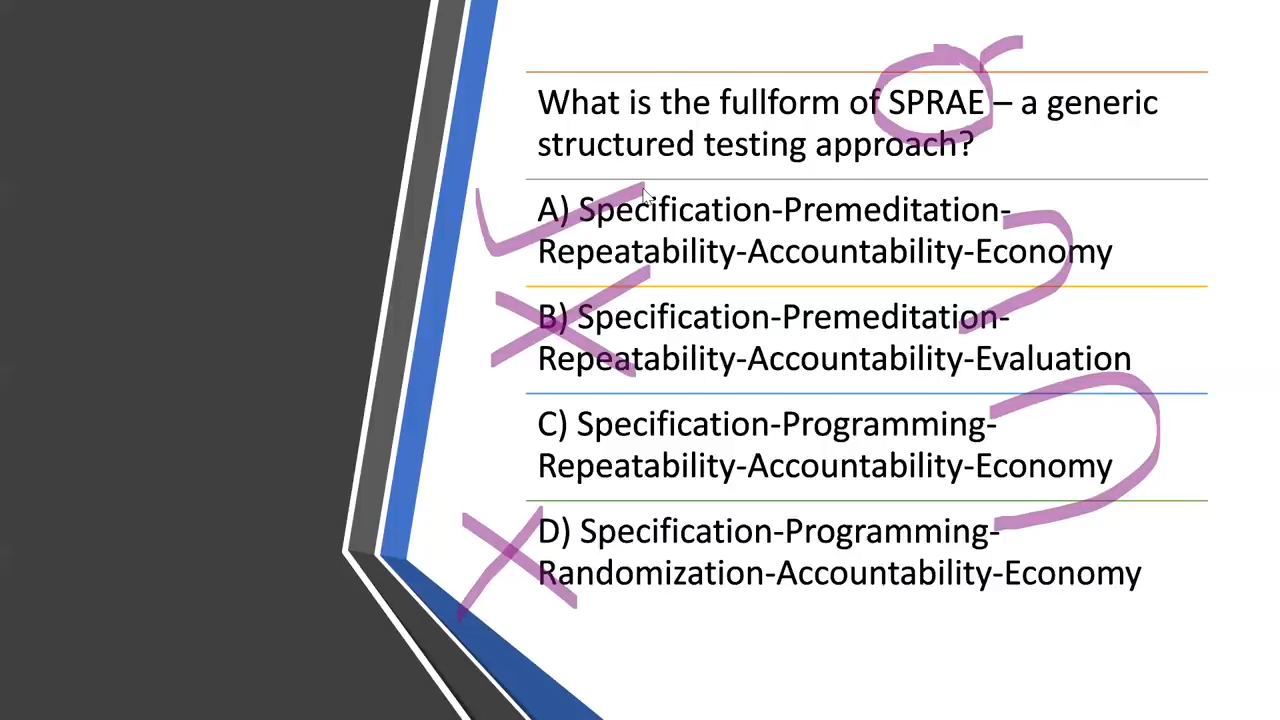 What is the fullform of SPRAE – a generic
structured testing approach?
A) Specification-Premeditation-
Repeatability-Accountability-Economy
B) Specification-Premeditation-
Repeatability-Accountability-Evaluation
C) Specification-Programming-
Repeatability-Accountability-Economy
D) Specification-Programming-
Randomization-Accountability-Economy